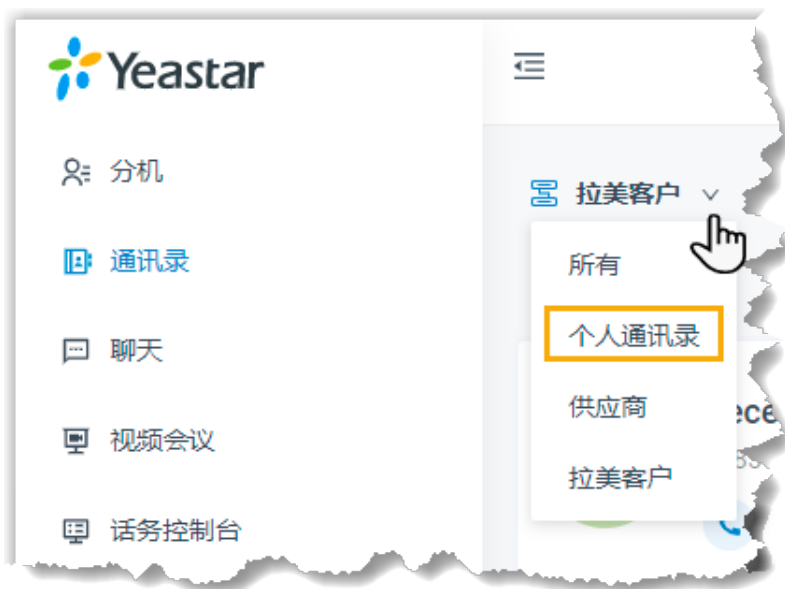 Yeastar
分机
通讯录
聊天
视频会议
话务控制台
拉美客户
所有
个人通讯录
供应商
拉美客户